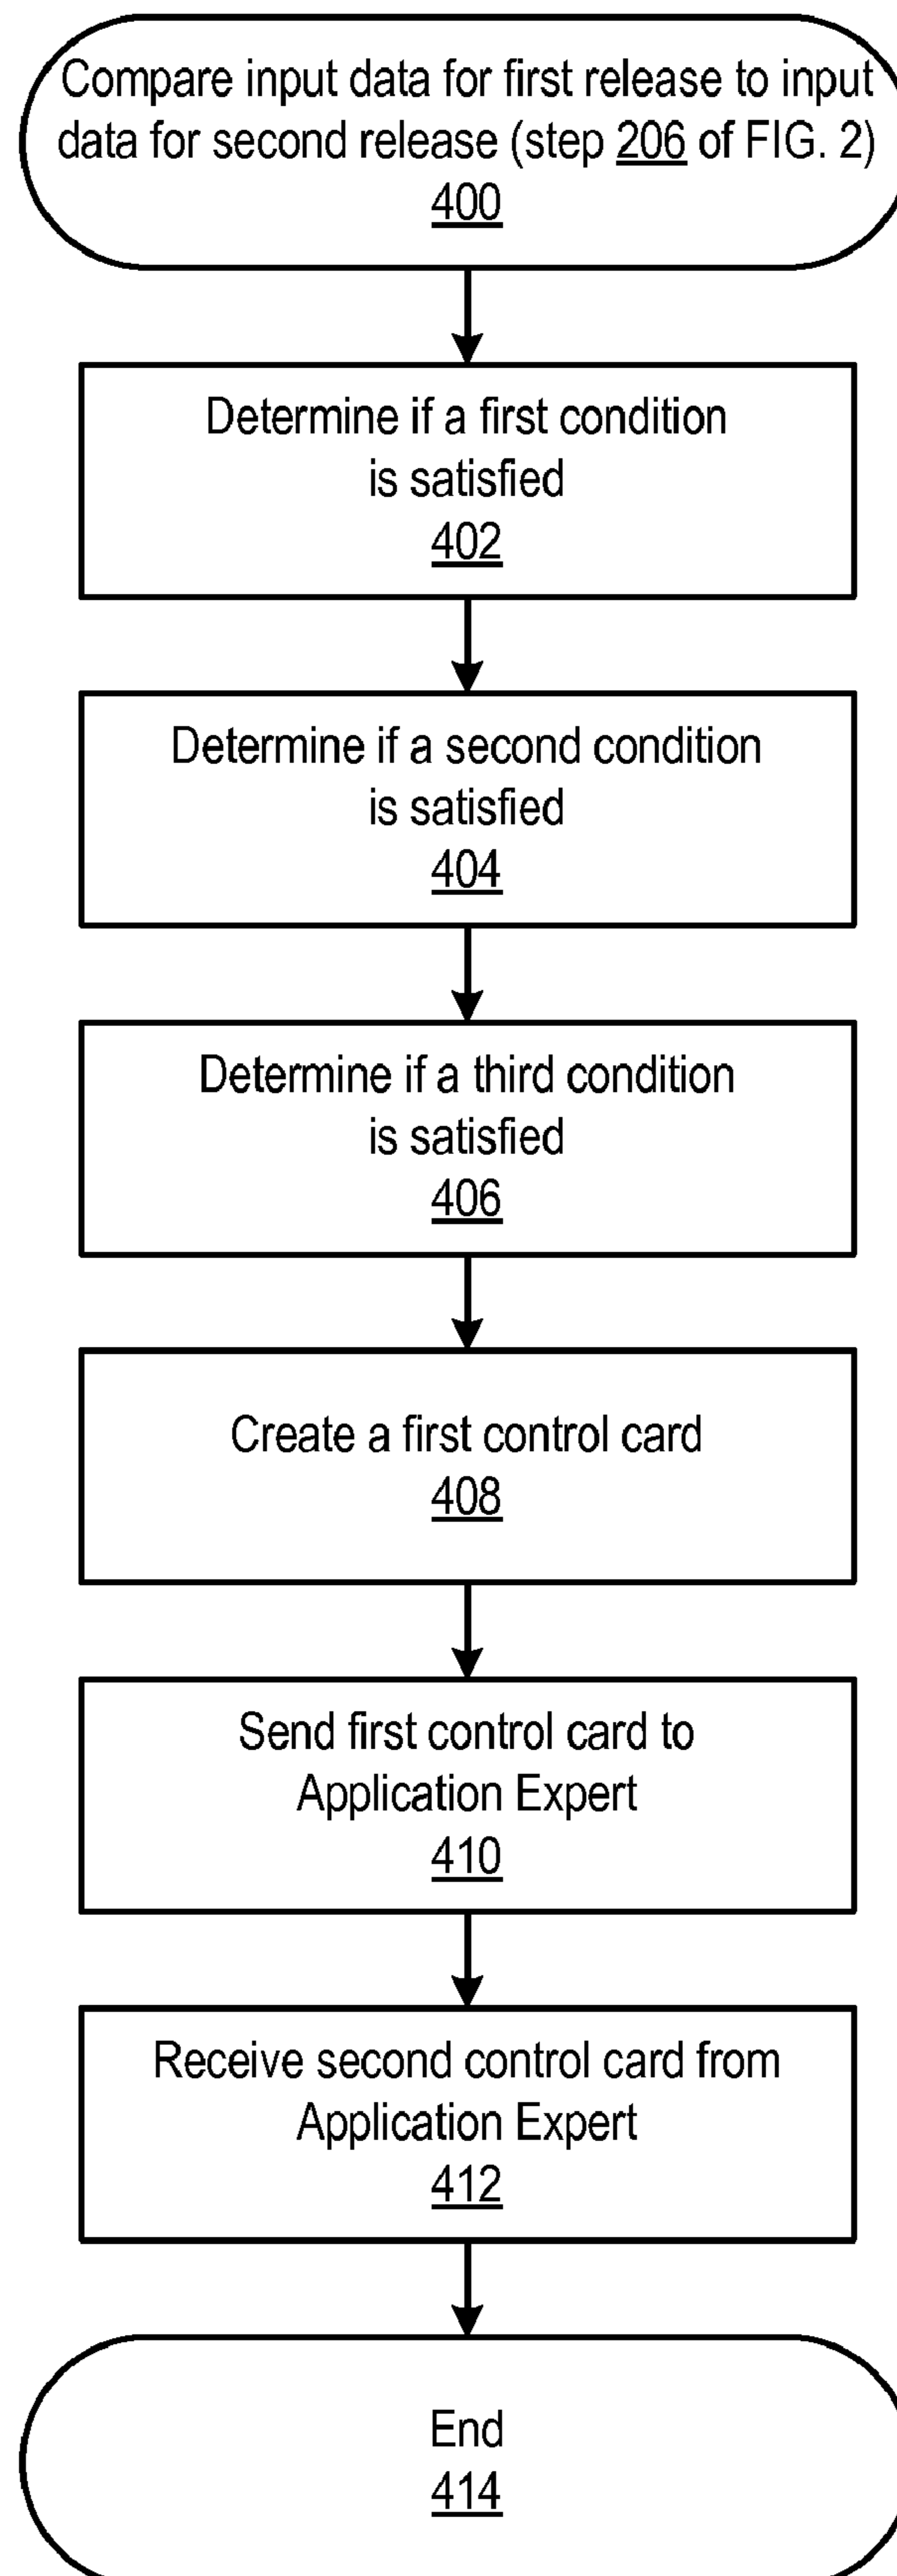 Compare input data for first release to input
data for second release (step 206 of FIG. 2)
400
Determine if a first condition
is satisfied
402
Determine if a second condition
is satisfied
404
Determine if a third condition
is satisfied
406
Create a first control card
408
Send first control card to
Application Expert
410
Receive second control card from
Application Expert
412
End
414